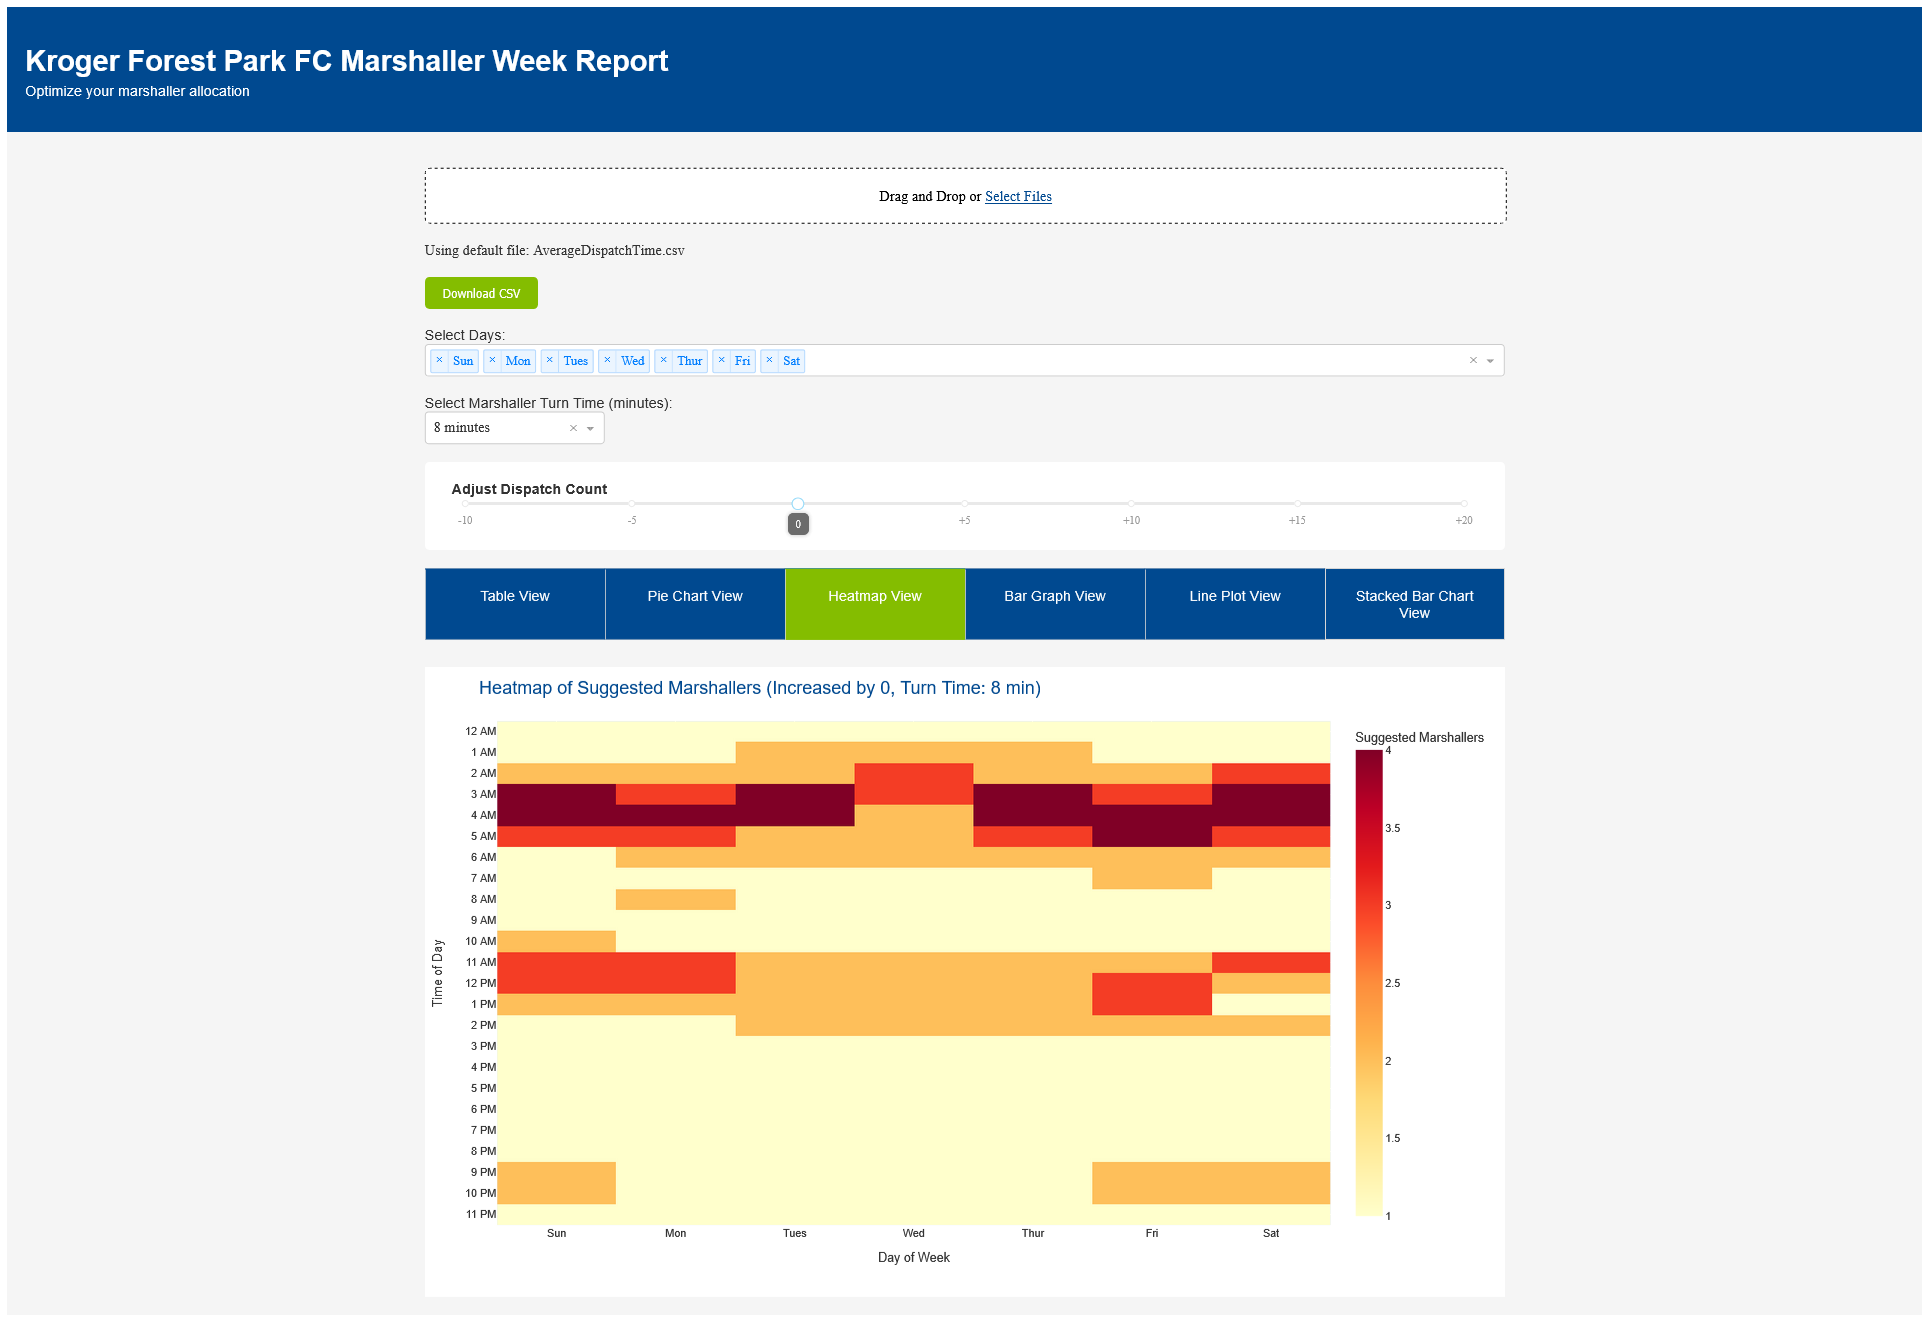 Kroger Forest Park FC Marshaller Week Report
Optimize your marshaller allocation
Drag and Drop or Select Files
Using default file: AverageDispatchTime.csv
Download CSV
Select Days:
× Sun × Mon × Tues × Wed × Thur × Fri × Sat ×
Select Marshaller Turn Time (minutes):
8 minutes ×
Adjust Dispatch Count
-10 -5 0 +5 +10 +15 +20
Table View
Pie Chart View
Heatmap View
Bar Graph View
Line Plot View
Stacked Bar Chart
View
Heatmap of Suggested Marshallers (Increased by 0, Turn Time: 8 min)
Time of Day
12 AM
1 AM
2 AM
3 AM
4 AM
5 AM
6 AM
7 AM
8 AM
9 AM
10 AM
11 AM
12 PM
1 PM
2 PM
3 PM
4 PM
5 PM
6 PM
7 PM
8 PM
9 PM
10 PM
11 PM
Sun Mon Tues Wed Thur Fri Sat
Day of Week
Suggested Marshallers
4
3.5
3
2.5
2
1.5
1